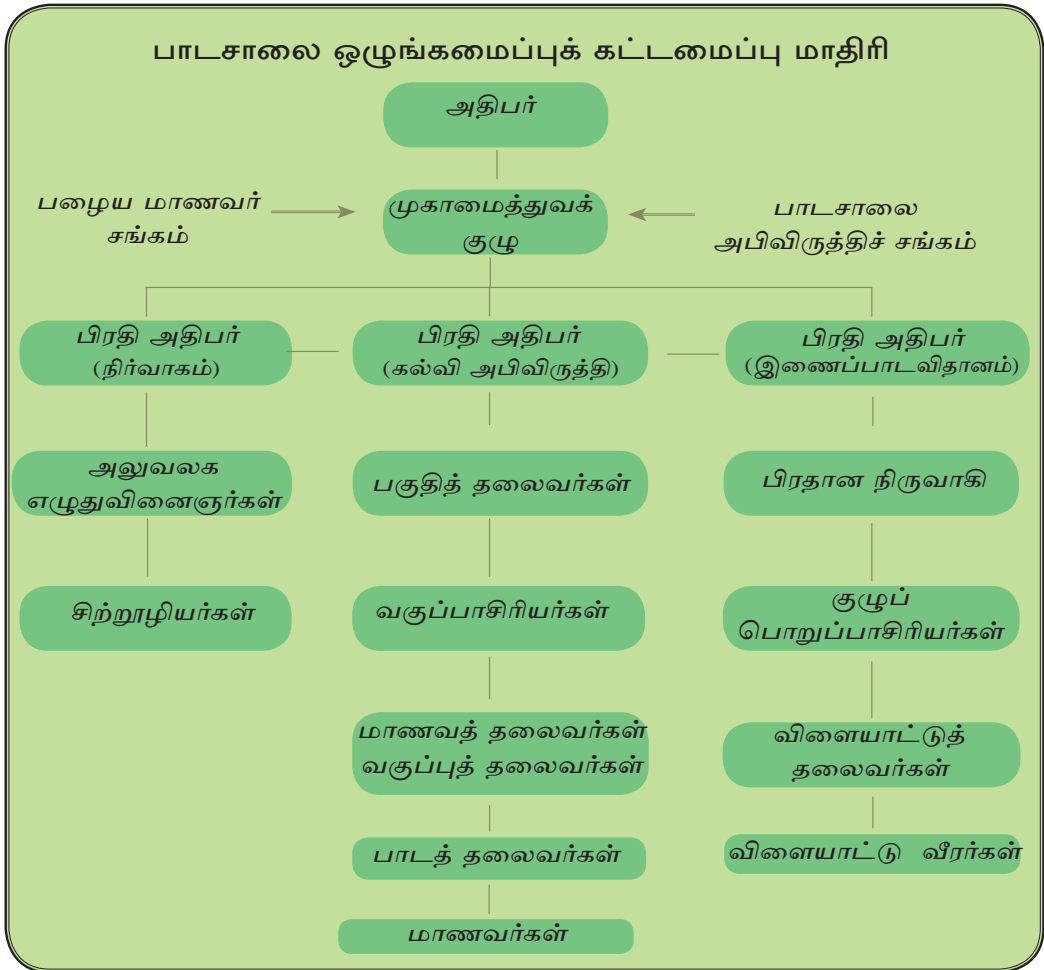 பாடசாலை ஒழுங்கமைப்புக் கட்டமைப்பு மாதிரி
அதிபர்
பழைய மாணவர்
சங்கம்
முகாமைத்துவக்
குழு
பாடசாலை
அபிவிருத்திச் சங்கம்
பிரதி அதிபர்
(நிர்வாகம்)
பிரதி அதிபர்
(கல்வி அபிவிருத்தி)
பிரதி அதிபர்
(இணைப்பாடவிதானம்)
அலுவலக
எழுதுவினைஞர்கள்
பகுதித் தலைவர்கள்
பிரதான நிருவாகி
சிற்றூழியர்கள்
வகுப்பாசிரியர்கள்
குழுப்
பொறுப்பாசிரியர்கள்
மாணவத் தலைவர்கள்
வகுப்புத் தலைவர்கள்
விளையாட்டுத்
தலைவர்கள்
பாடத் தலைவர்கள்
விளையாட்டு வீரர்கள்
மாணவர்கள்